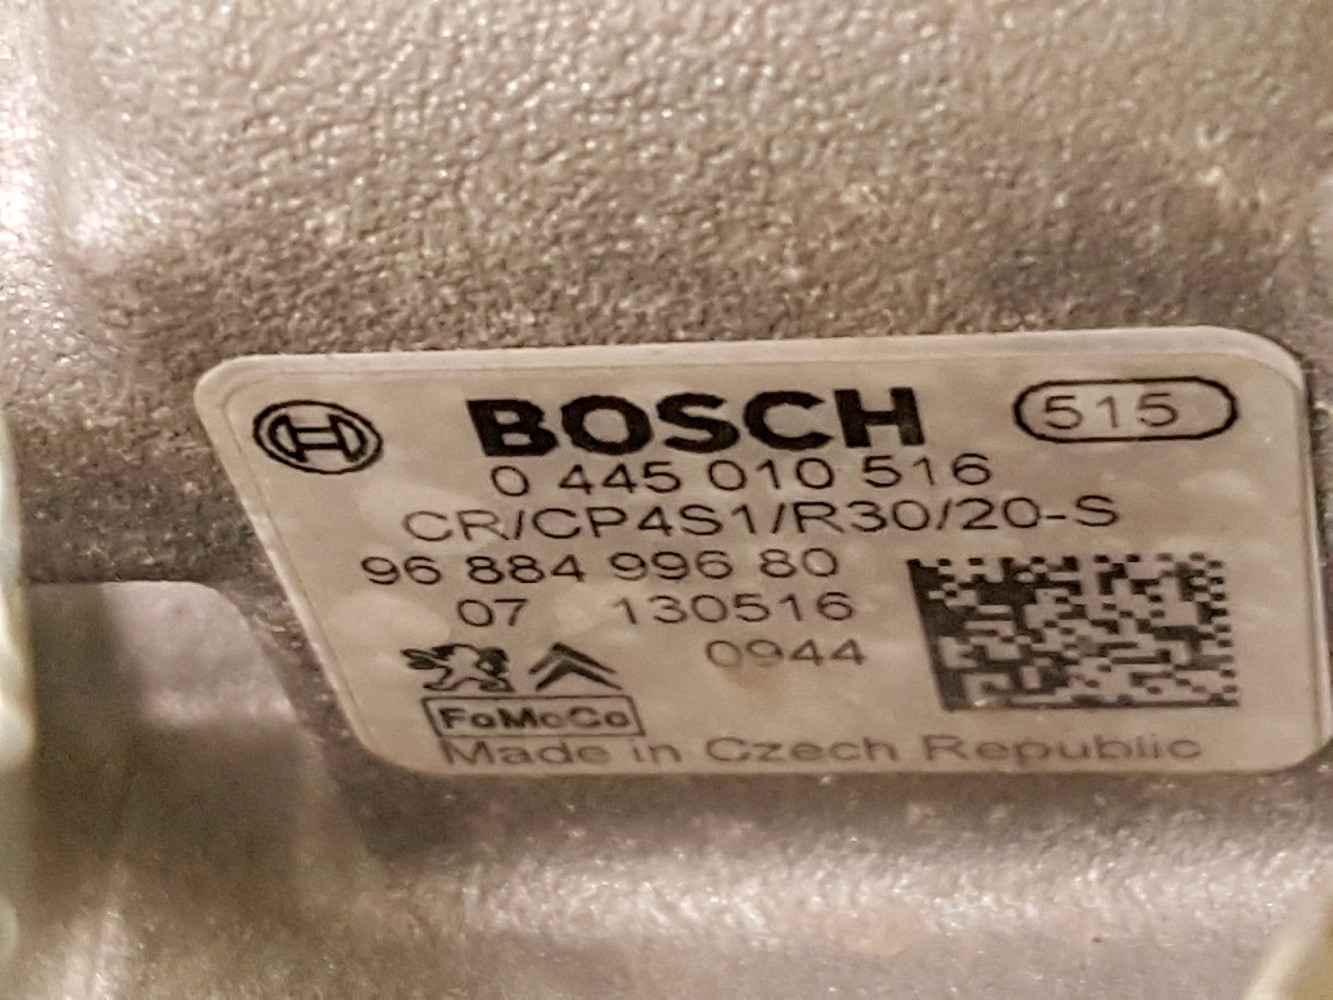 BOSCH 515
0 445 010 516
CR/CP4S1/R30/20-S
96 884 996 80
07 130516
0944
FoMoCo
Made in Czech Republic